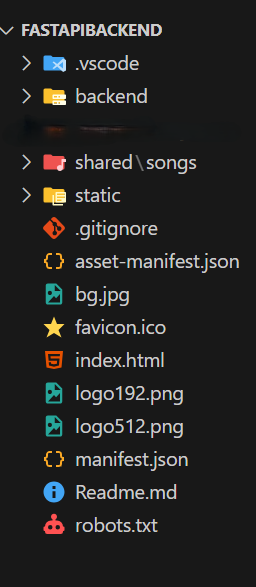 FASTAPIBACKEND
.vscode
backend
shared\songs
static
.gitignore
asset-manifest.json
bg.jpg
favicon.ico
index.html
logo192.png
logo512.png
manifest.json
Readme.md
robots.txt